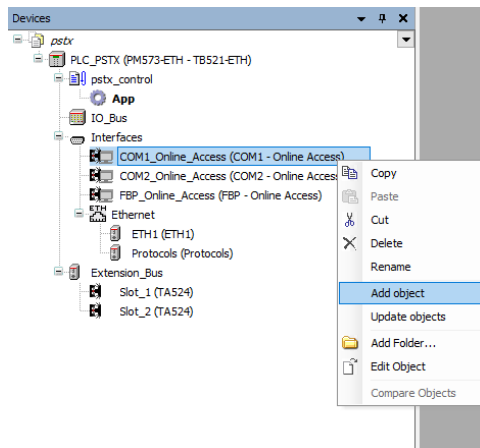 Devices
pstx
PLC_PSTX (PM573-ETH - TB521-ETH)
pstx_control
App
IO_Bus
Interfaces
COM1_Online_Access (COM1 - Online Access)
COM2_Online_Access (COM2 - Online Access
FBP_Online_Access (FBP - Online Access)
ETH
Ethernet
ETH1 (ETH1)
Protocols (Protocols)
Extension_Bus
Slot_1 (TA524)
Slot_2 (TA524)
Copy
Paste
Cut
Delete
Rename
Add object
Update objects
Add Folder...
Edit Object
Compare Objects